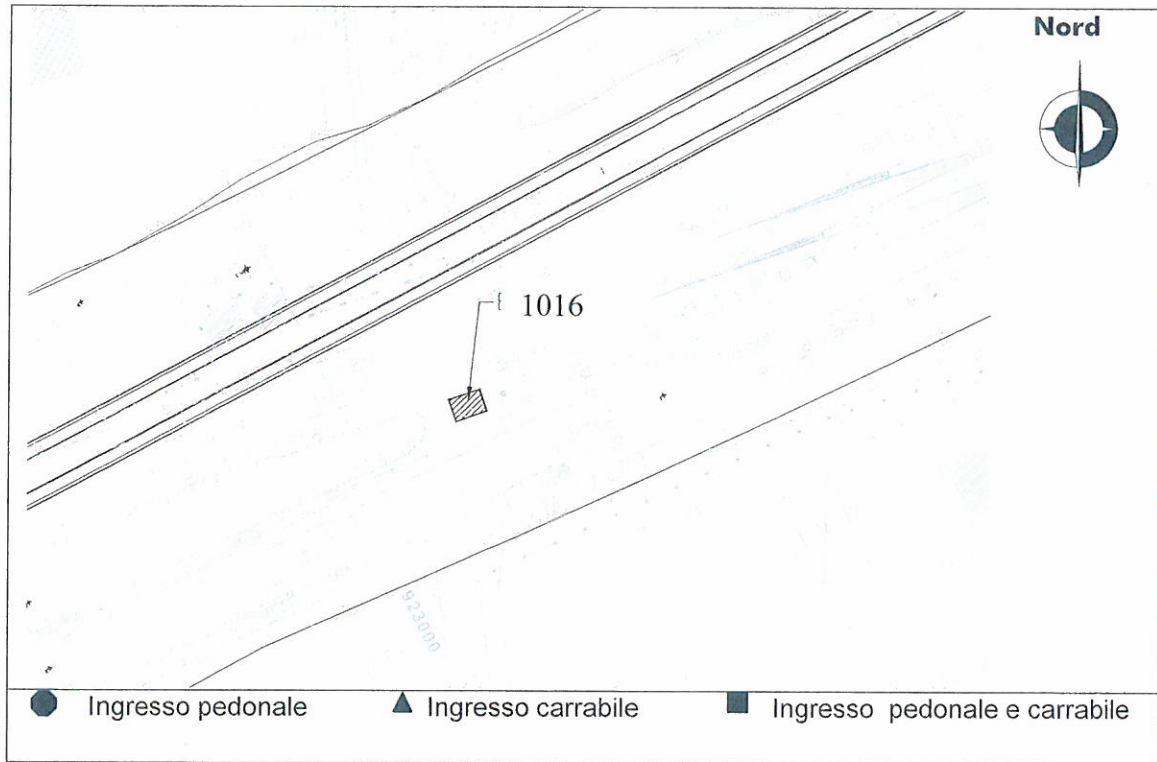 Nord
1016
923000
Ingresso pedonale
Ingresso carrabile
Ingresso pedonale e carrabile